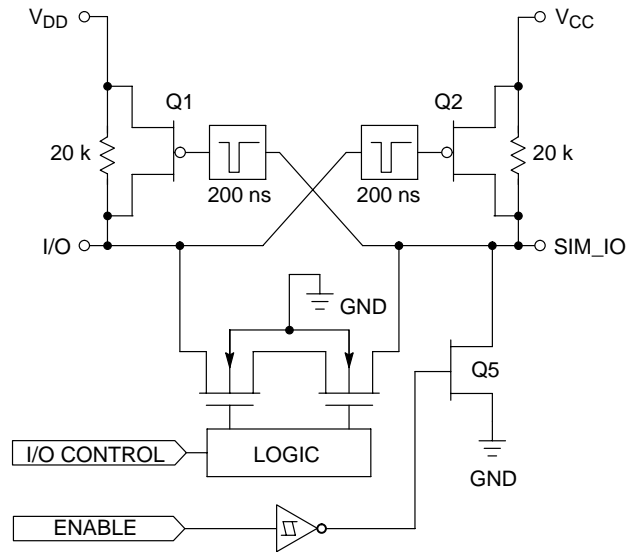 VDD
VCC
Q1
Q2
20 k
20 k
200 ns
200 ns
I/O
SIM_IO
GND
Q5
I/O CONTROL
LOGIC
GND
ENABLE